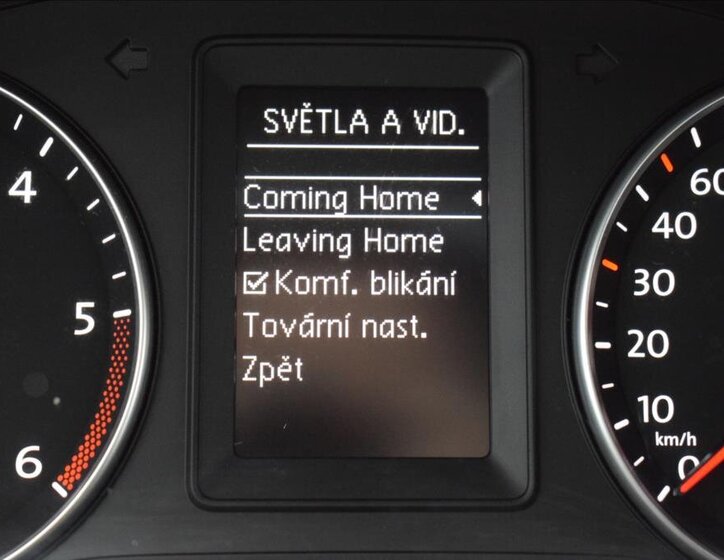 SVĚTLA A VID.
Coming Home
Leaving Home
Komf. blikání
Tovární nast.
Zpět
4
5
6
60
40
30
20
10
km/h
0